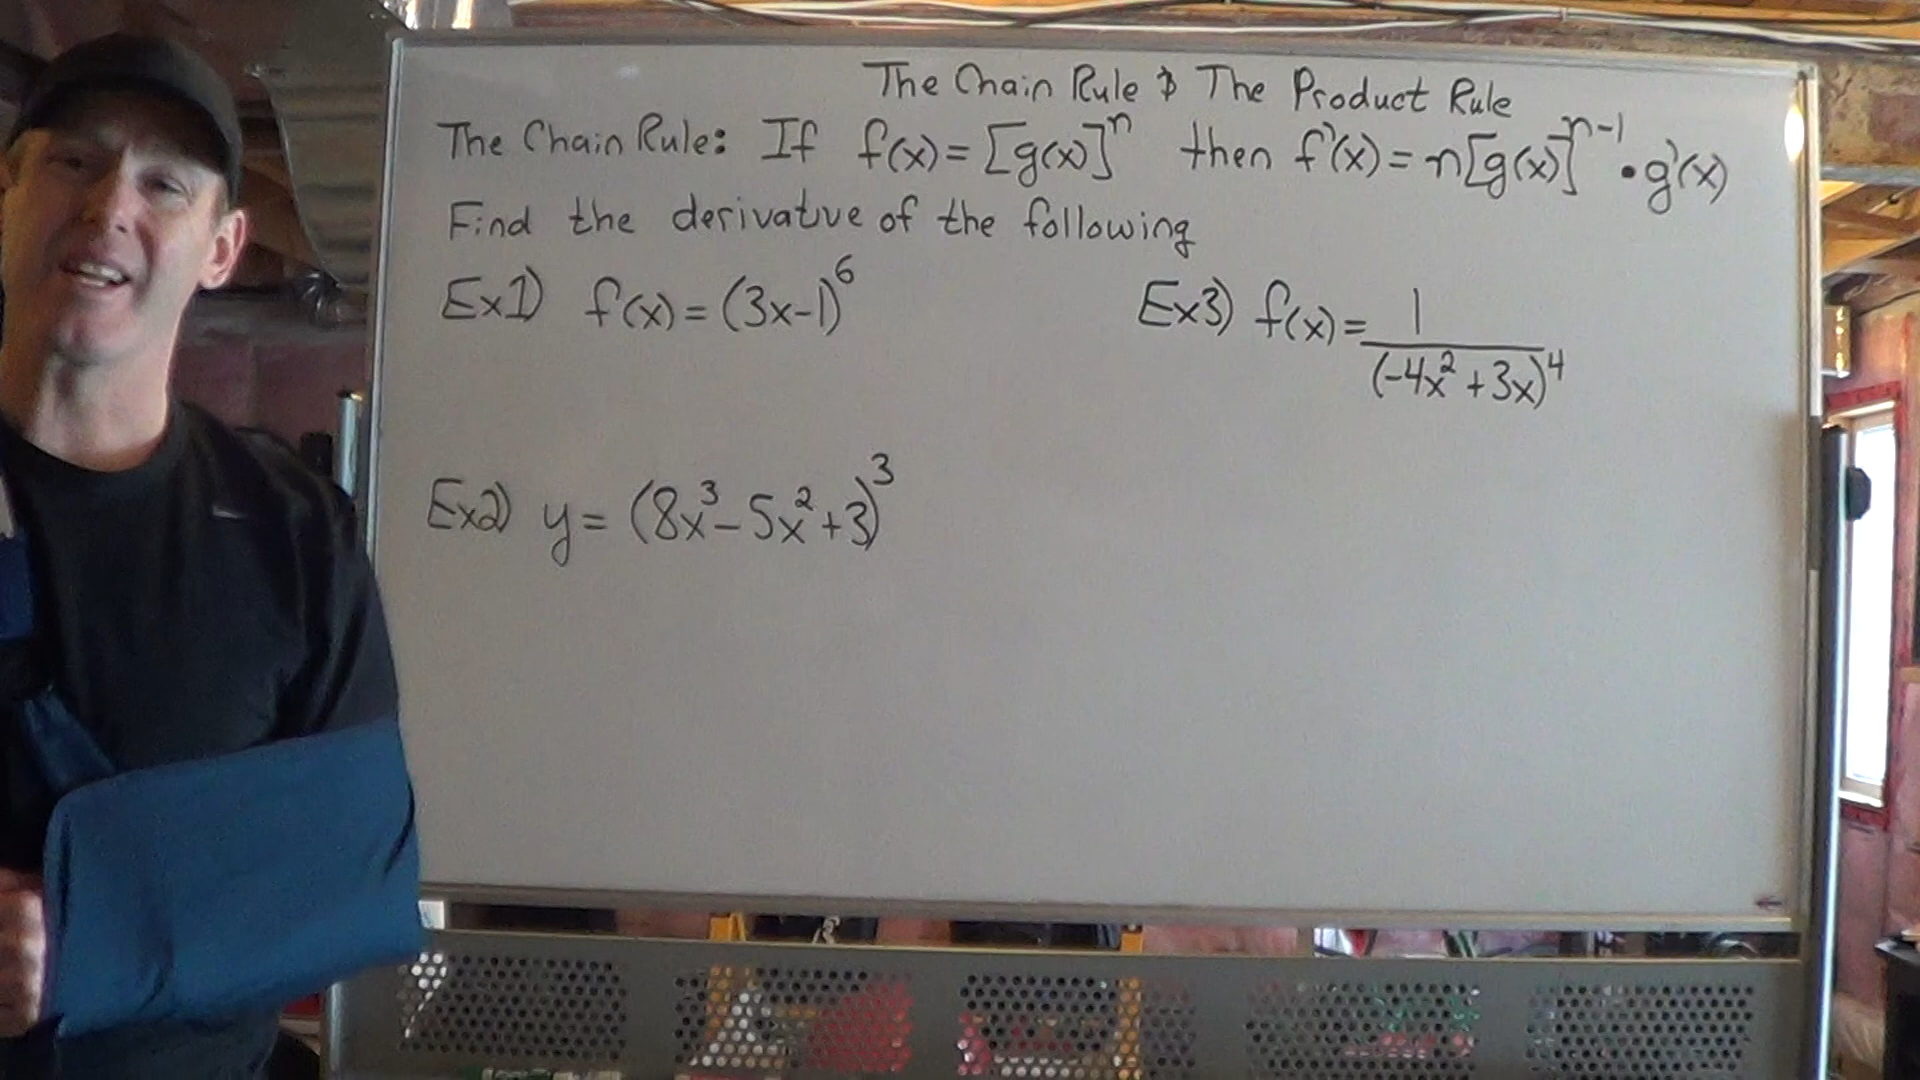 The Chain Rule & The Product Rule
The Chain Rule: If f(x) = [g(x)]^n then f'(x) = n[g(x)]^{n-1} • g'(x)
Find the derivative of the following
Ex1) f(x) = (3x-1)^6
Ex3) f(x) = 1/(-4x^2+3x)^4
Ex2) y = (8x^3-5x^2+3)^3